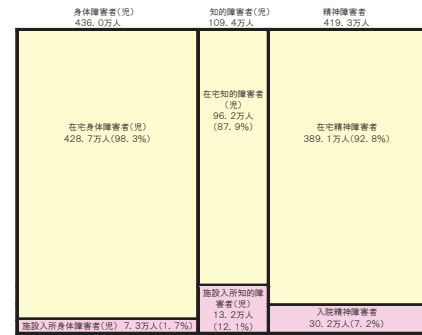 身体障害者(児)
436.0万人
知的障害者(児)
109.4万人
精神障害者
419.3万人
在宅身体障害者(児)
428.7万人(98.3%)
在宅知的障害者
(児)
96.2万人
(87.9%)
在宅精神障害者
389.1万人(92.8%)
施設入所身体障害者(児) 7.3万人(1.7%)
施設入所知的障
害者(児)
13.2万人
(12.1%)
入院精神障害者
30.2万人(7.2%)